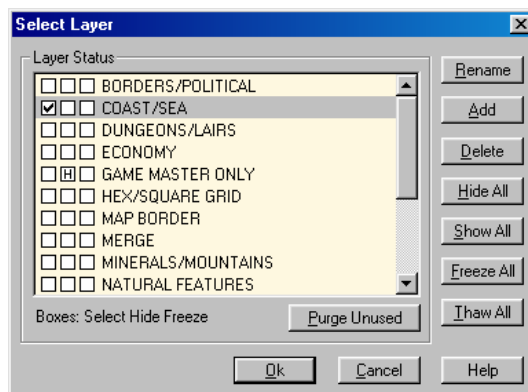 Select Layer
Layer Status
BORDERS/POLITICAL
COAST/SEA
DUNGEONS/LAIRS
ECONOMY
H GAME MASTER ONLY
HEX/SQUARE GRID
MAP BORDER
MERGE
MINERALS/MOUNTAINS
NATURAL FEATURES
Boxes: Select Hide Freeze
Purge Unused
Rename
Add
Delete
Hide All
Show All
Freeze All
Thaw All
Ok
Cancel
Help